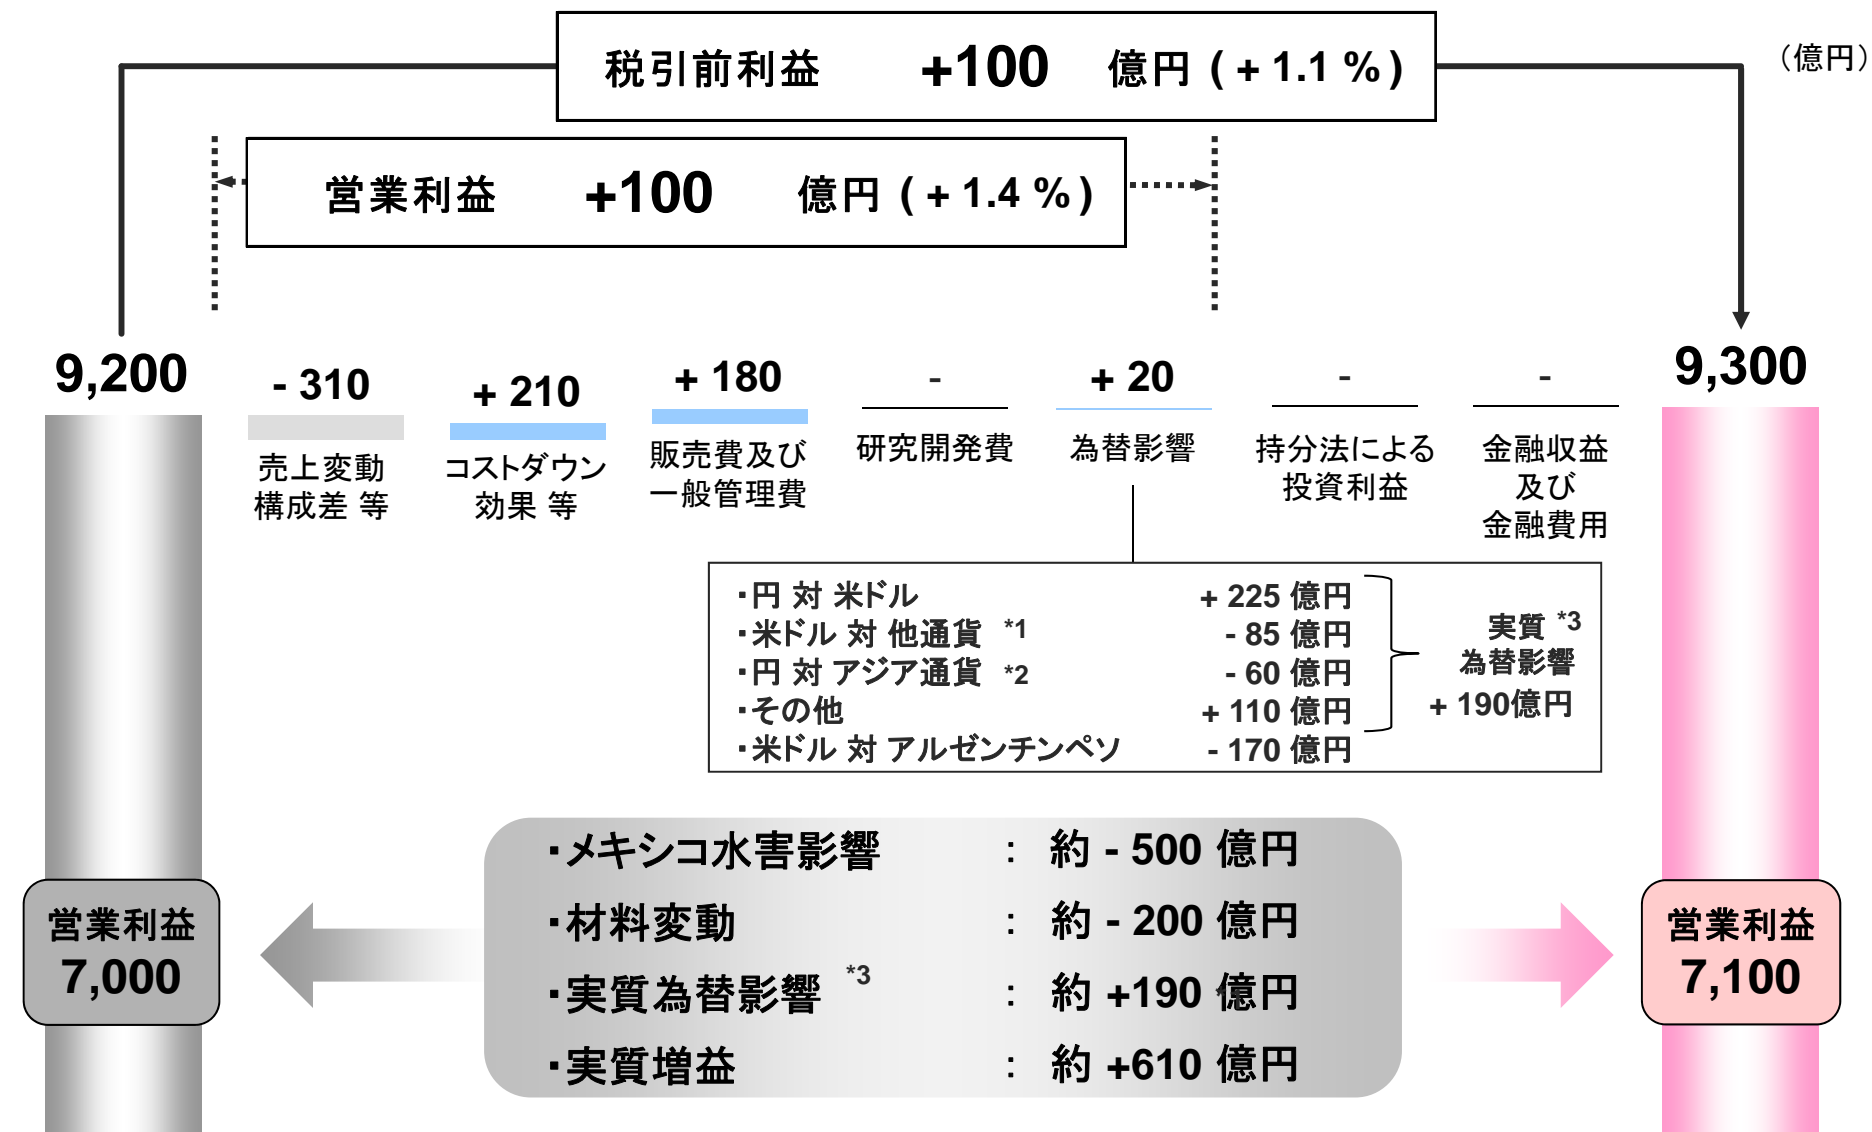 税引前利益 +100 億円 ( + 1.1 % )
（億円）
営業利益 +100 億円 ( + 1.4 % )
9,200
- 310
売上変動
構成差 等
+ 210
コストダウン
効果 等
+ 180
販売費及び
一般管理費
-
研究開発費
+ 20
為替影響
-
持分法による
投資利益
-
金融収益
及び
金融費用
9,300
・円 対 米ドル + 225 億円
・米ドル 対 他通貨 *1 - 85 億円
・円 対 アジア通貨 *2 - 60 億円
・その他 + 110 億円
・米ドル 対 アルゼンチンペソ - 170 億円
実質 *3
為替影響
+ 190億円
・メキシコ水害影響 : 約 - 500 億円
・材料変動 : 約 - 200 億円
・実質為替影響 *3 : 約 +190 億円
・実質増益 : 約 +610 億円
営業利益
7,000
営業利益
7,100